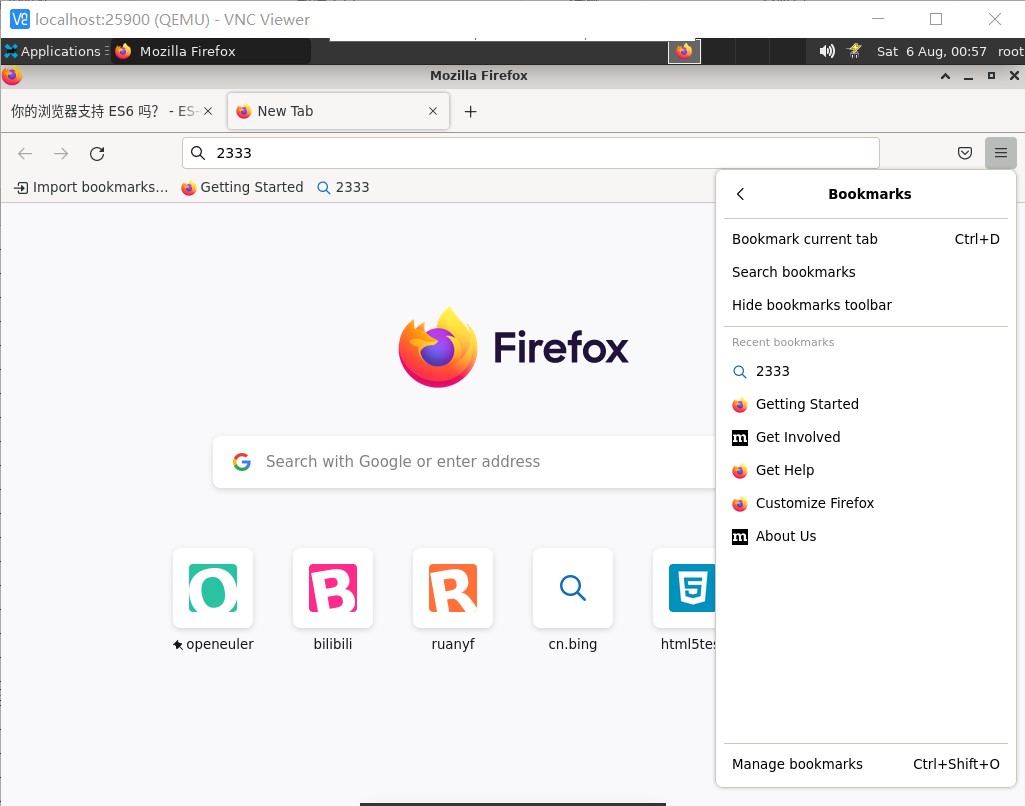 localhost:25900 (QEMU) - VNC Viewer
Applications Mozilla Firefox Sat 6 Aug, 00:57 root
Mozilla Firefox
你的浏览器支持 ES6 吗? - ES- New Tab
2333
Import bookmarks... Getting Started 2333
Bookmarks
Bookmark current tab Ctrl+D
Search bookmarks
Hide bookmarks toolbar
Recent bookmarks
2333
Getting Started
Get Involved
Get Help
Customize Firefox
About Us
Manage bookmarks Ctrl+Shift+O
Firefox
Search with Google or enter address
O B R 5
openeuler bilibili ruanyf cn.bing html5tes